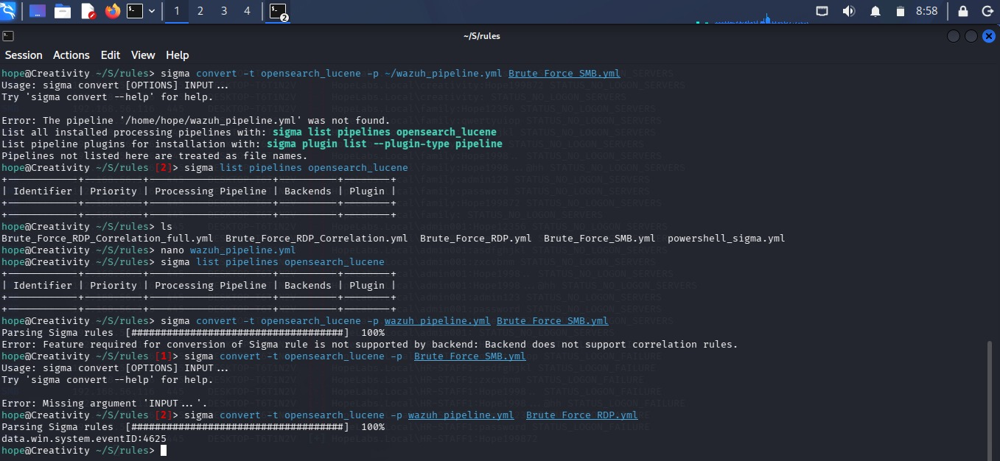 1 2 3 4 2 8:58
~/S/rules
Session Actions Edit View Help
hope@Creativity ~/S/rules> sigma convert -t opensearch_lucene -p ~/wazuh_pipeline.yml Brute_Force_SMB.yml
Usage: sigma convert [OPTIONS] INPUT...
Try 'sigma convert --help' for help.
Error: The pipeline '/home/hope/wazuh_pipeline.yml' was not found.
List all installed processing pipelines with: sigma list pipelines opensearch_lucene
List pipeline plugins for installation with: sigma plugin list --plugin-type pipeline
Pipelines not listed here are treated as file names.
hope@Creativity ~/S/rules [2]> sigma list pipelines opensearch_lucene
+------------+----------+---------------------+----------+--------+
| Identifier | Priority | Processing Pipeline | Backends | Plugin |
+------------+----------+---------------------+----------+--------+
+------------+----------+---------------------+----------+--------+
hope@Creativity ~/S/rules> ls
Brute_Force_RDP_Correlation_full.yml Brute_Force_RDP_Correlation.yml Brute_Force_RDP.yml Brute_Force_SMB.yml powershell_sigma.yml
hope@Creativity ~/S/rules> nano wazuh_pipeline.yml
hope@Creativity ~/S/rules> sigma list pipelines opensearch_lucene
+------------+----------+---------------------+----------+--------+
| Identifier | Priority | Processing Pipeline | Backends | Plugin |
+------------+----------+---------------------+----------+--------+
+------------+----------+---------------------+----------+--------+
hope@Creativity ~/S/rules> sigma convert -t opensearch_lucene -p wazuh_pipeline.yml Brute_Force_SMB.yml
Parsing Sigma rules [####################################] 100%
Error: Feature required for conversion of Sigma rule is not supported by backend: Backend does not support correlation rules.
hope@Creativity ~/S/rules [1]> sigma convert -t opensearch_lucene -p Brute_Force_SMB.yml
Usage: sigma convert [OPTIONS] INPUT...
Try 'sigma convert --help' for help.
Error: Missing argument 'INPUT...'.
hope@Creativity ~/S/rules [2]> sigma convert -t opensearch_lucene -p wazuh_pipeline.yml Brute_Force_RDP.yml
Parsing Sigma rules [####################################] 100%
data.win.system.eventID:4625
hope@Creativity ~/S/rules>